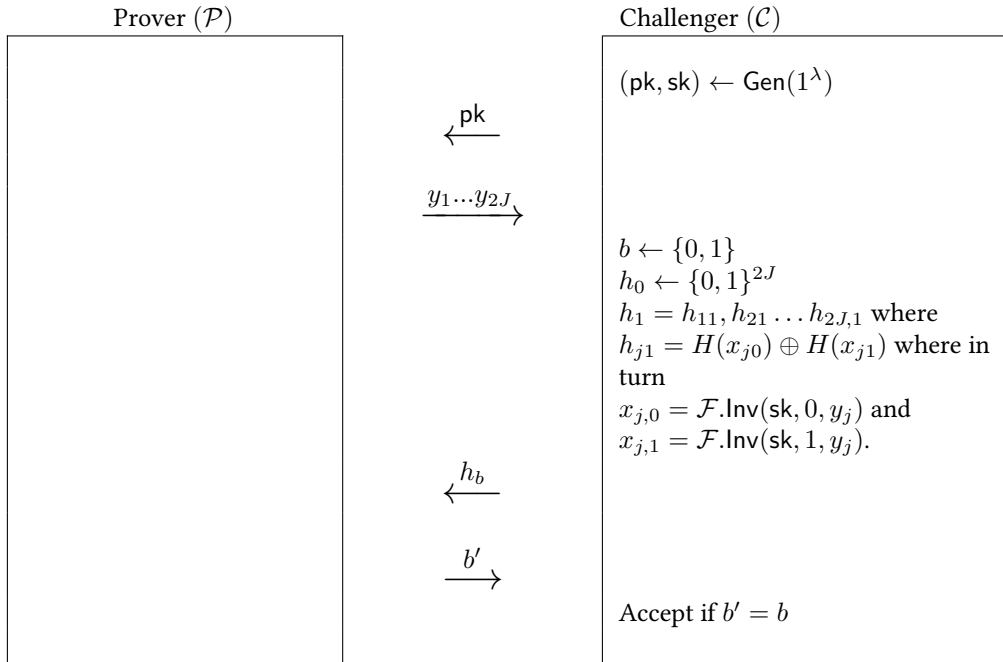 Prover (𝒫)
Challenger (𝒞)
(pk, sk) ← Gen(1^λ)
pk
y_1...y_{2J}
b ← {0, 1}
h_0 ← {0, 1}^{2J}
h_1 = h_{11}, h_{21} … h_{2J,1} where
h_{j1} = H(x_{j0}) ⊕ H(x_{j1}) where in
turn
x_{j,0} = ℱ.Inv(sk, 0, y_j) and
x_{j,1} = ℱ.Inv(sk, 1, y_j).
h_b
b′
Accept if b′ = b